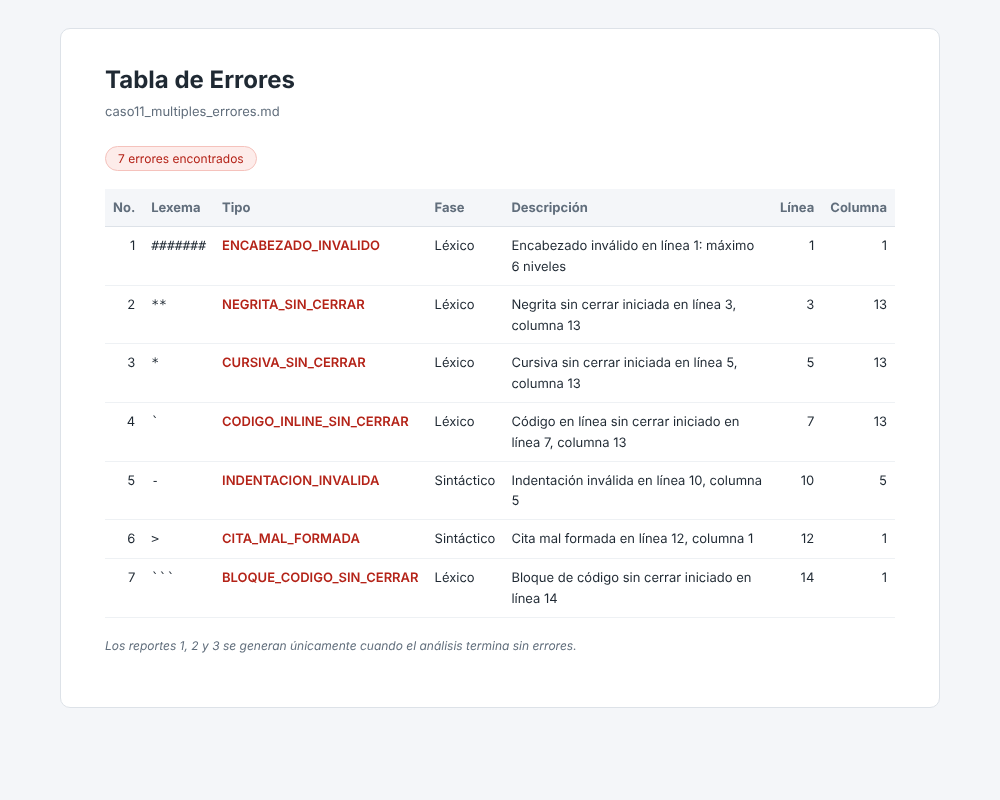 Tabla de Errores
caso11_multiples_errores.md
7 errores encontrados
No. Lexema Tipo Fase Descripción Línea Columna
1 ####### ENCABEZADO_INVALIDO Léxico Encabezado inválido en línea 1: máximo 1 1
6 niveles
2 ** NEGRITA_SIN_CERRAR Léxico Negrita sin cerrar iniciada en línea 3, 3 13
columna 13
3 * CURSIVA_SIN_CERRAR Léxico Cursiva sin cerrar iniciada en línea 5, 5 13
columna 13
4 ` CODIGO_INLINE_SIN_CERRAR Léxico Código en línea sin cerrar iniciado en 7 13
línea 7, columna 13
5 - INDENTACION_INVALIDA Sintáctico Indentación inválida en línea 10, columna 10 5
5
6 > CITA_MAL_FORMADA Sintáctico Cita mal formada en línea 12, columna 1 12 1
7 ``` BLOQUE_CODIGO_SIN_CERRAR Léxico Bloque de código sin cerrar iniciado en 14 1
línea 14
Los reportes 1, 2 y 3 se generan únicamente cuando el análisis termina sin errores.